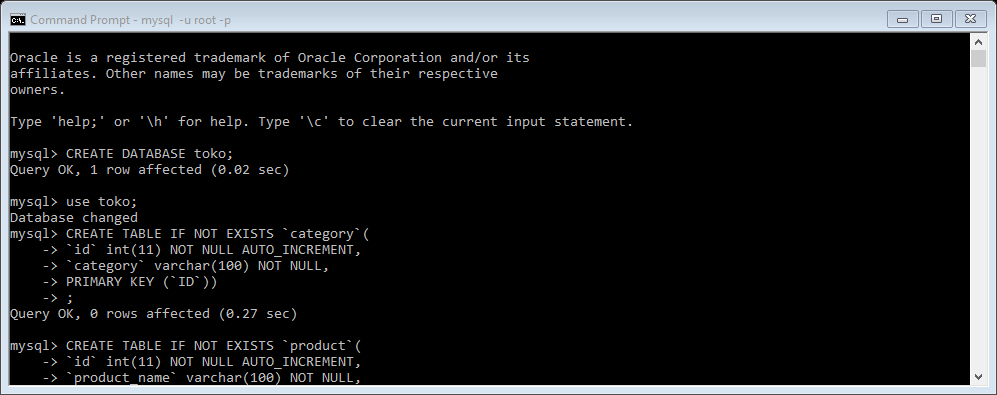 Command Prompt - mysql  -u root -p
Oracle is a registered trademark of Oracle Corporation and/or its
affiliates. Other names may be trademarks of their respective
owners.
Type 'help;' or '\h' for help. Type '\c' to clear the current input statement.
mysql> CREATE DATABASE toko;
Query OK, 1 row affected (0.02 sec)
mysql> use toko;
Database changed
mysql> CREATE TABLE IF NOT EXISTS `category`(
    -> `id` int(11) NOT NULL AUTO_INCREMENT,
    -> `category` varchar(100) NOT NULL,
    -> PRIMARY KEY (`ID`))
    -> ;
Query OK, 0 rows affected (0.27 sec)
mysql> CREATE TABLE IF NOT EXISTS `product`(
    -> `id` int(11) NOT NULL AUTO_INCREMENT,
    -> `product_name` varchar(100) NOT NULL,